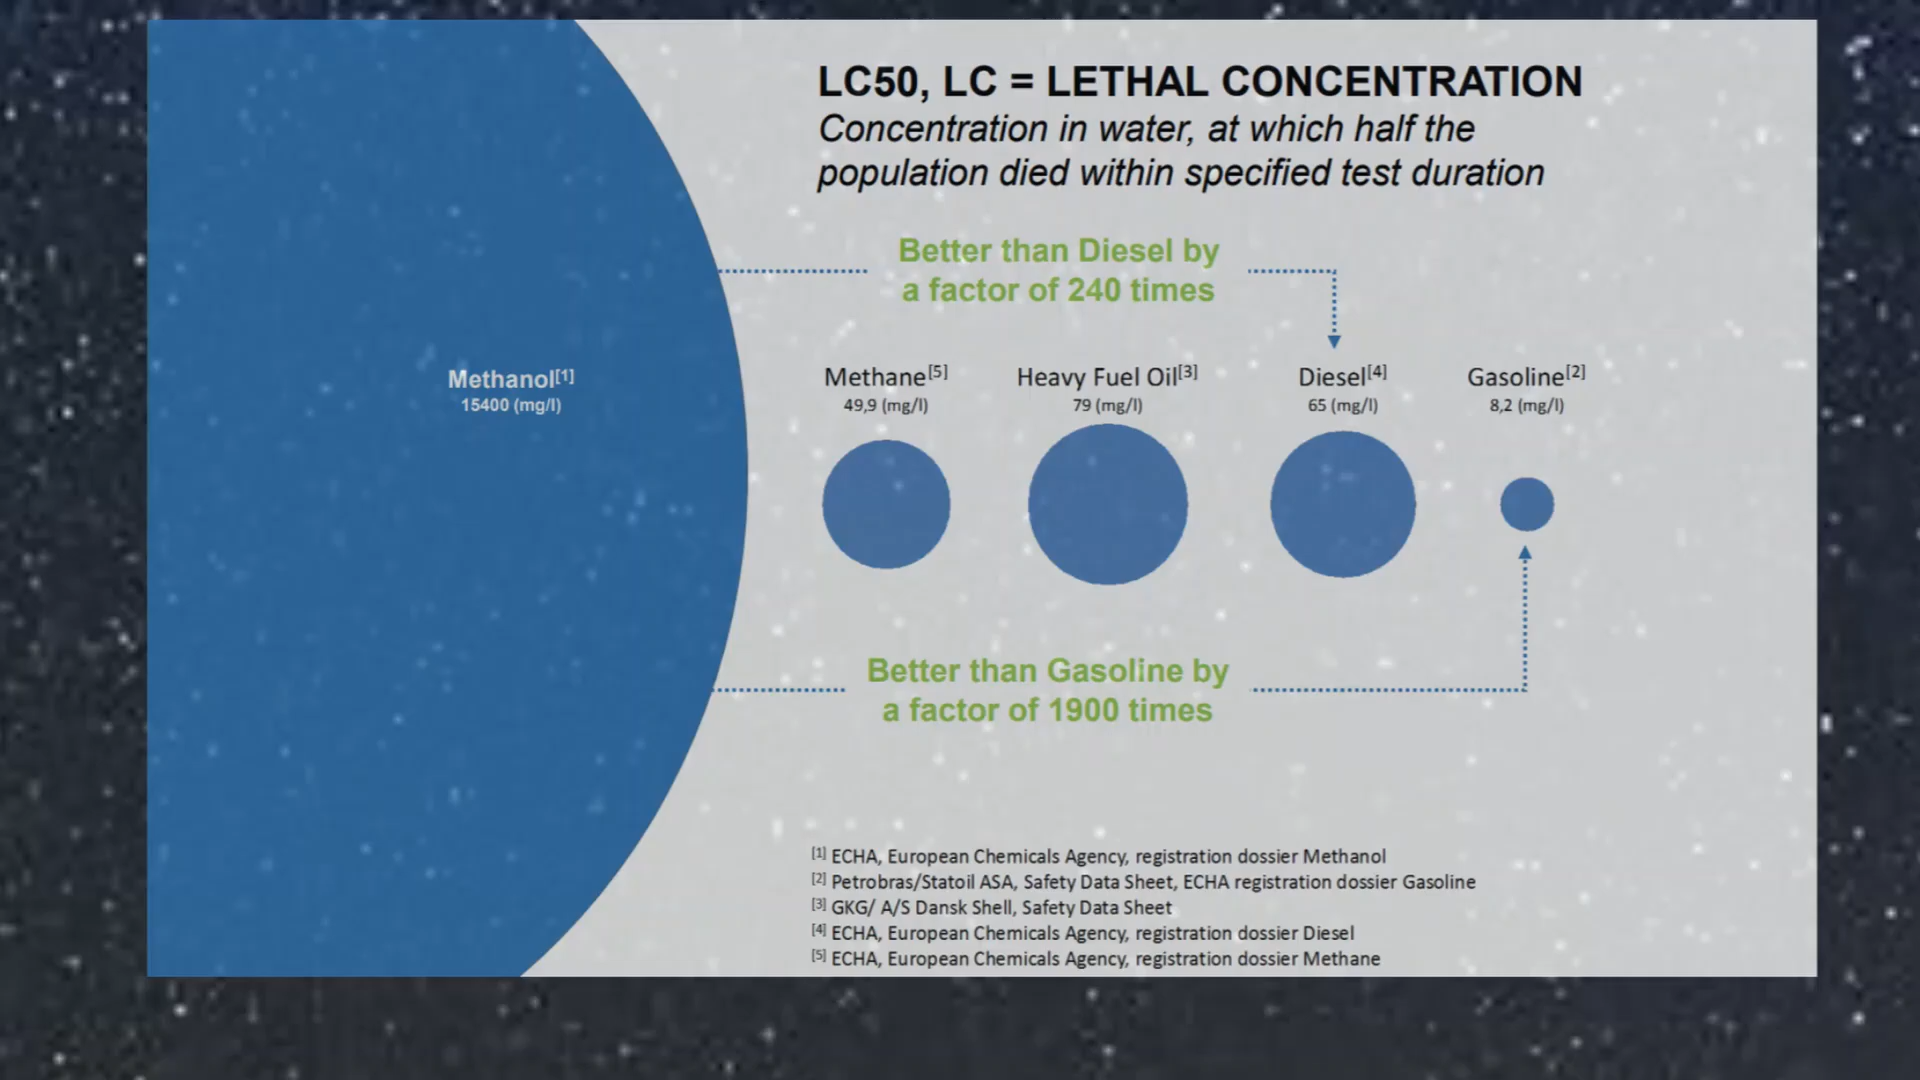 LC50, LC = LETHAL CONCENTRATION
Concentration in water, at which half the
population died within specified test duration
Better than Diesel by
a factor of 240 times
Methanol[1]
15400 (mg/l)
Methane[5]
49,9 (mg/l)
Heavy Fuel Oil[3]
79 (mg/l)
Diesel[4]
65 (mg/l)
Gasoline[2]
8,2 (mg/l)
Better than Gasoline by
a factor of 1900 times
[1] ECHA, European Chemicals Agency, registration dossier Methanol
[2] Petrobras/Statoil ASA, Safety Data Sheet, ECHA registration dossier Gasoline
[3] GKG/ A/S Dansk Shell, Safety Data Sheet
[4] ECHA, European Chemicals Agency, registration dossier Diesel
[5] ECHA, European Chemicals Agency, registration dossier Methane